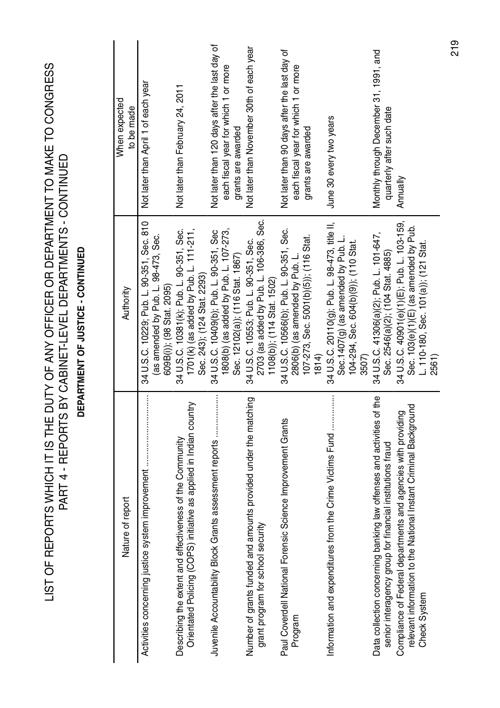 LIST OF REPORTS WHICH IT IS THE DUTY OF ANY OFFICER OR DEPARTMENT TO MAKE TO CONGRESS
PART 4 - REPORTS BY CABINET-LEVEL DEPARTMENTS - CONTINUED
DEPARTMENT OF JUSTICE - CONTINUED
Nature of report
Authority
When expected
to be made
Activities concerning justice system improvement
34 U.S.C. 10229; Pub. L. 90-351, Sec. 810
(as amended by Pub. L. 98-473, Sec.
609B(i)); (98 Stat. 2095)
Not later than April 1 of each year
Describing the extent and effectiveness of the Community
Orientated Policing (COPS) initiative as applied in Indian country
34 U.S.C. 10381(k); Pub. L. 90-351, Sec.
1701(k) (as added by Pub. L. 111-211,
Sec. 243); (124 Stat. 2293)
Not later than February 24, 2011
Juvenile Accountability Block Grants assessment reports
34 U.S.C. 10409(b); Pub. L. 90-351, Sec
1808(b) (as added by Pub. L. 107-273,
Sec. 12102(a)); (116 Stat. 1867)
Not later than 120 days after the last day of
each fiscal year for which 1 or more
grants are awarded
Number of grants funded and amounts provided under the matching
grant program for school security
34 U.S.C. 10553; Pub. L. 90-351, Sec.
2703 (as added by Pub. L. 106-386, Sec.
1108(b)); (114 Stat. 1502)
Not later than November 30th of each year
Paul Coverdell National Forensic Science Improvement Grants
Program
34 U.S.C. 10566(b); Pub. L. 90-351, Sec.
2806(b) (as amended by Pub. L.
107-273, Sec. 5001(b)(5)); (116 Stat.
1814)
Not later than 90 days after the last day of
each fiscal year for which 1 or more
grants are awarded
Information and expenditures from the Crime Victims Fund
34 U.S.C. 20110(g); Pub. L. 98-473, title II,
Sec.1407(g) (as amended by Pub. L.
104-294, Sec. 604(b)(9)); (110 Stat.
3507)
June 30 every two years
Data collection concerning banking law offenses and activities of the
senior interagency group for financial institutions fraud
34 U.S.C. 41306(a)(2); Pub. L. 101-647,
Sec. 2546(a)(2); (104 Stat. 4885)
Monthly through December 31, 1991, and
quarterly after such date
Compliance of Federal departments and agencies with providing
relevant information to the National Instant Criminal Background
Check System
34 U.S.C. 40901(e)(1)(E); Pub. L. 103-159,
Sec. 103(e)(1)(E) (as amended by Pub.
L. 110-180, Sec. 101(a)); (121 Stat.
2561)
Annually
219